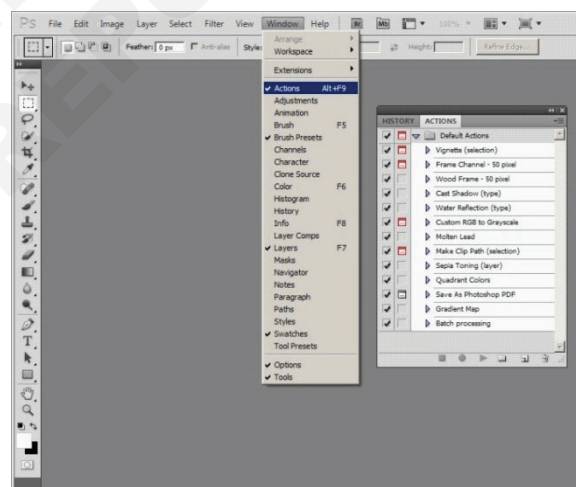 PS File Edit Image Layer Select Filter View Window Help Br Mb
Feather: 0 px Anti-alias Style: Height: Refine Edge...
Arrange
Workspace
Extensions
Actions Alt+F9
Adjustments
Animation
Brush F5
Brush Presets
Channels
Character
Clone Source
Color F6
Histogram
History
Info F8
Layer Comps
Layers F7
Masks
Navigator
Notes
Paragraph
Paths
Styles
Swatches
Tool Presets
Options
Tools
HISTORY ACTIONS
Default Actions
Vignette (selection)
Frame Channel - 50 pixel
Wood Frame - 50 pixel
Cast Shadow (type)
Water Reflection (type)
Custom RGB to Grayscale
Molten Lead
Make Clip Path (selection)
Sepia Toning (layer)
Quadrant Colors
Save As Photoshop PDF
Gradient Map
Batch processing